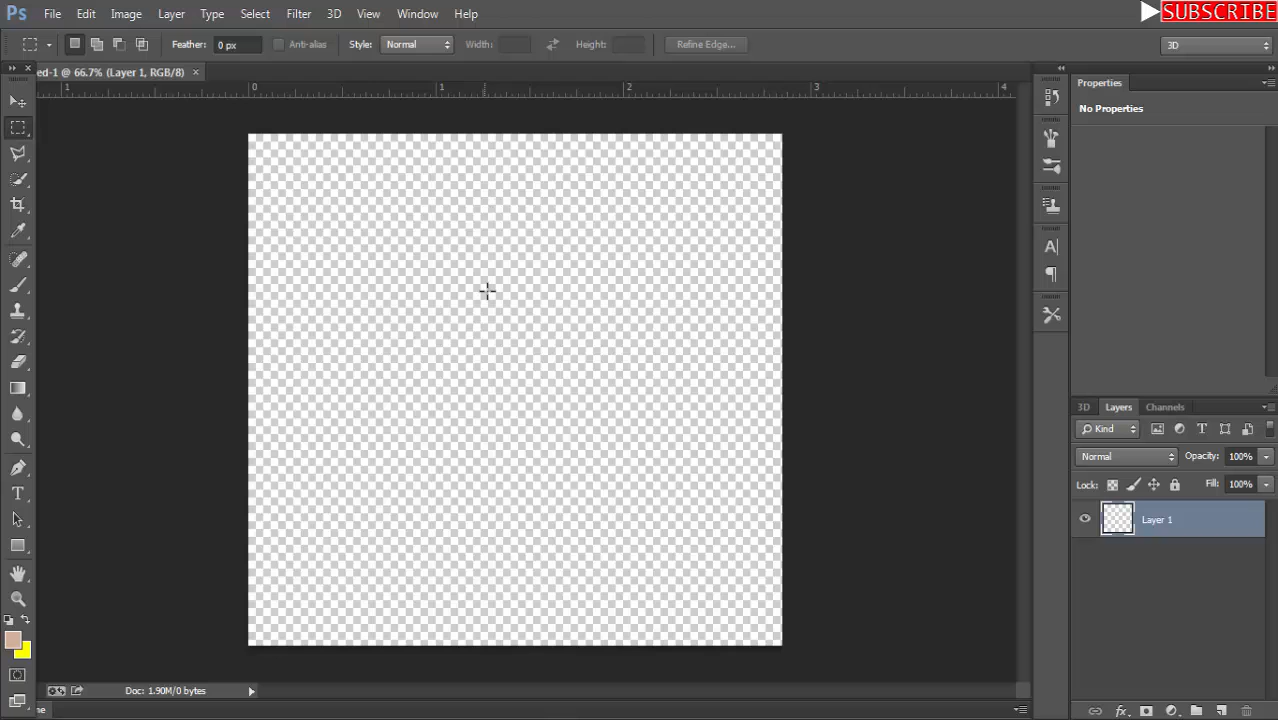 Ps File Edit Image Layer Type Select Filter 3D View Window Help SUBSCRIBE
Feather: 0 px Anti-alias Style: Normal Width: Height: Refine Edge... 3D
ed-1 @ 66.7% (Layer 1, RGB/8) × Properties
1 0 1 2 3 4
No Properties
3D Layers Channels
Kind
Normal Opacity: 100%
Lock: Fill: 100%
Layer 1
Doc: 1.90M/0 bytes
ne